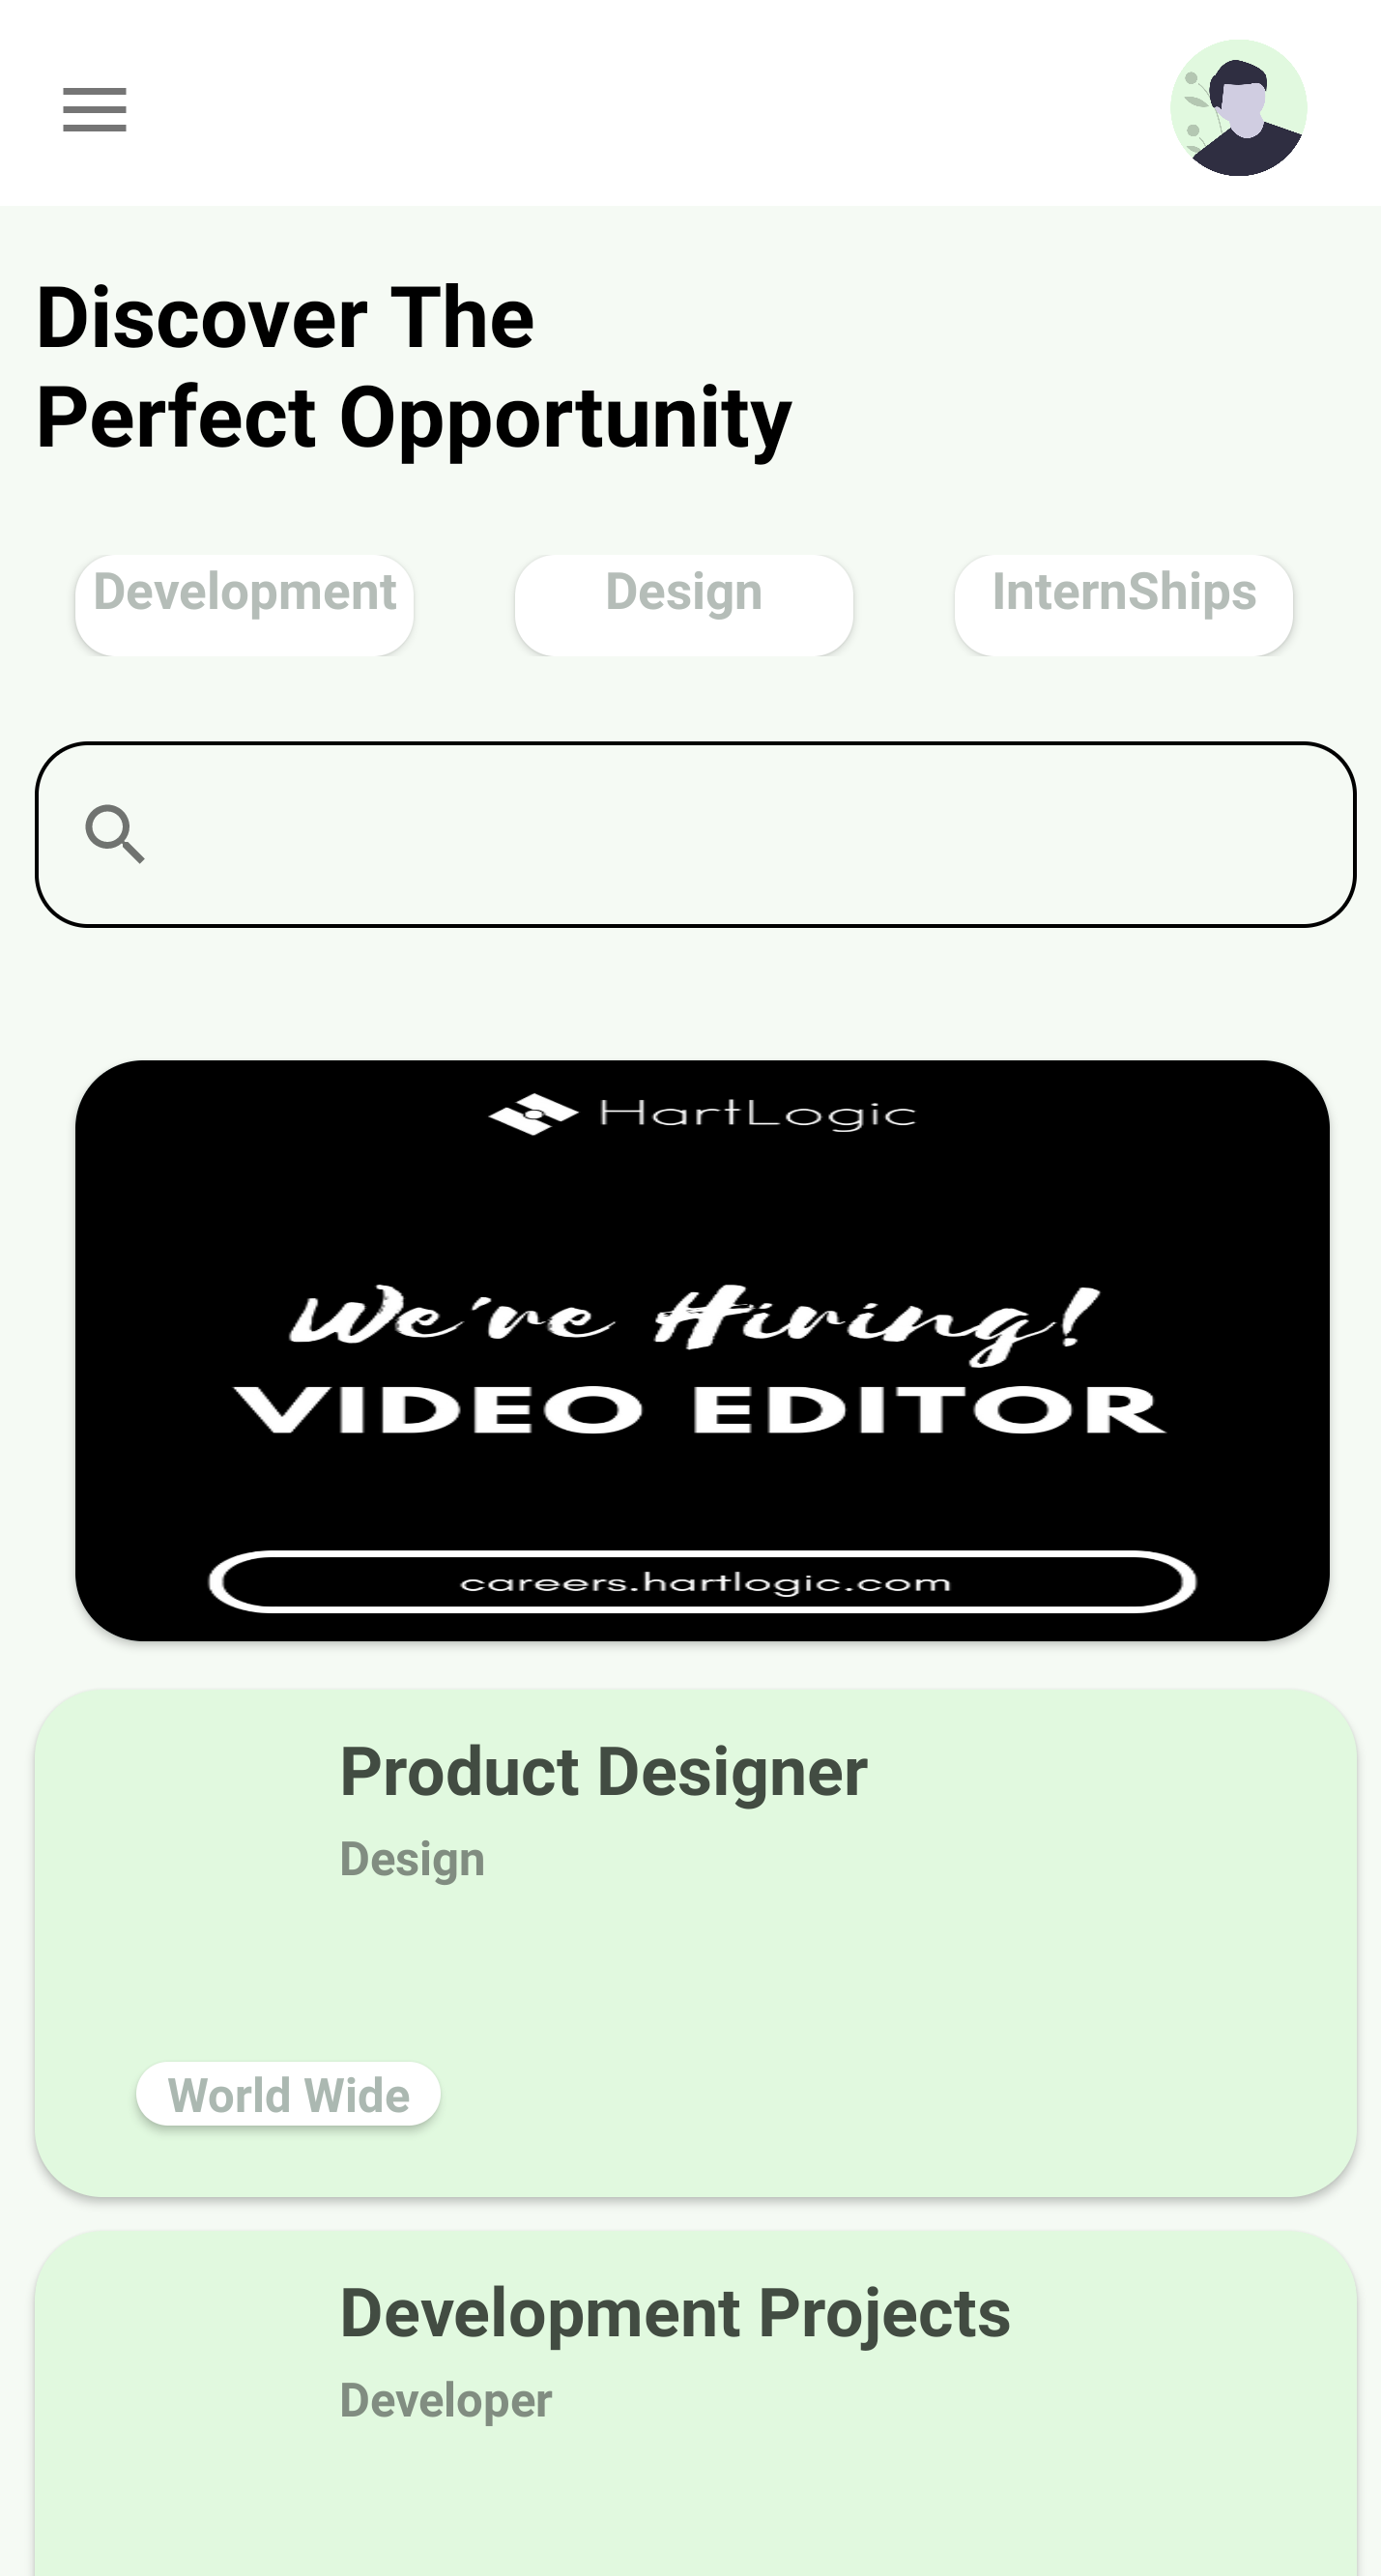 Discover The
Perfect Opportunity
Development Design InternShips
HartLogic
We're Hiring!
VIDEO EDITOR
careers.hartlogic.com
Product Designer
Design
World Wide
Development Projects
Developer